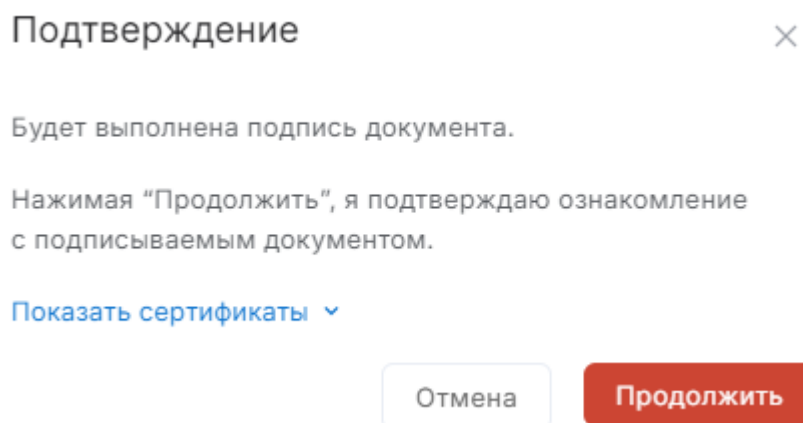 Подтверждение
Будет выполнена подпись документа.
Нажимая “Продолжить”, я подтверждаю ознакомление
с подписываемым документом.
Показать сертификаты
Отмена
Продолжить